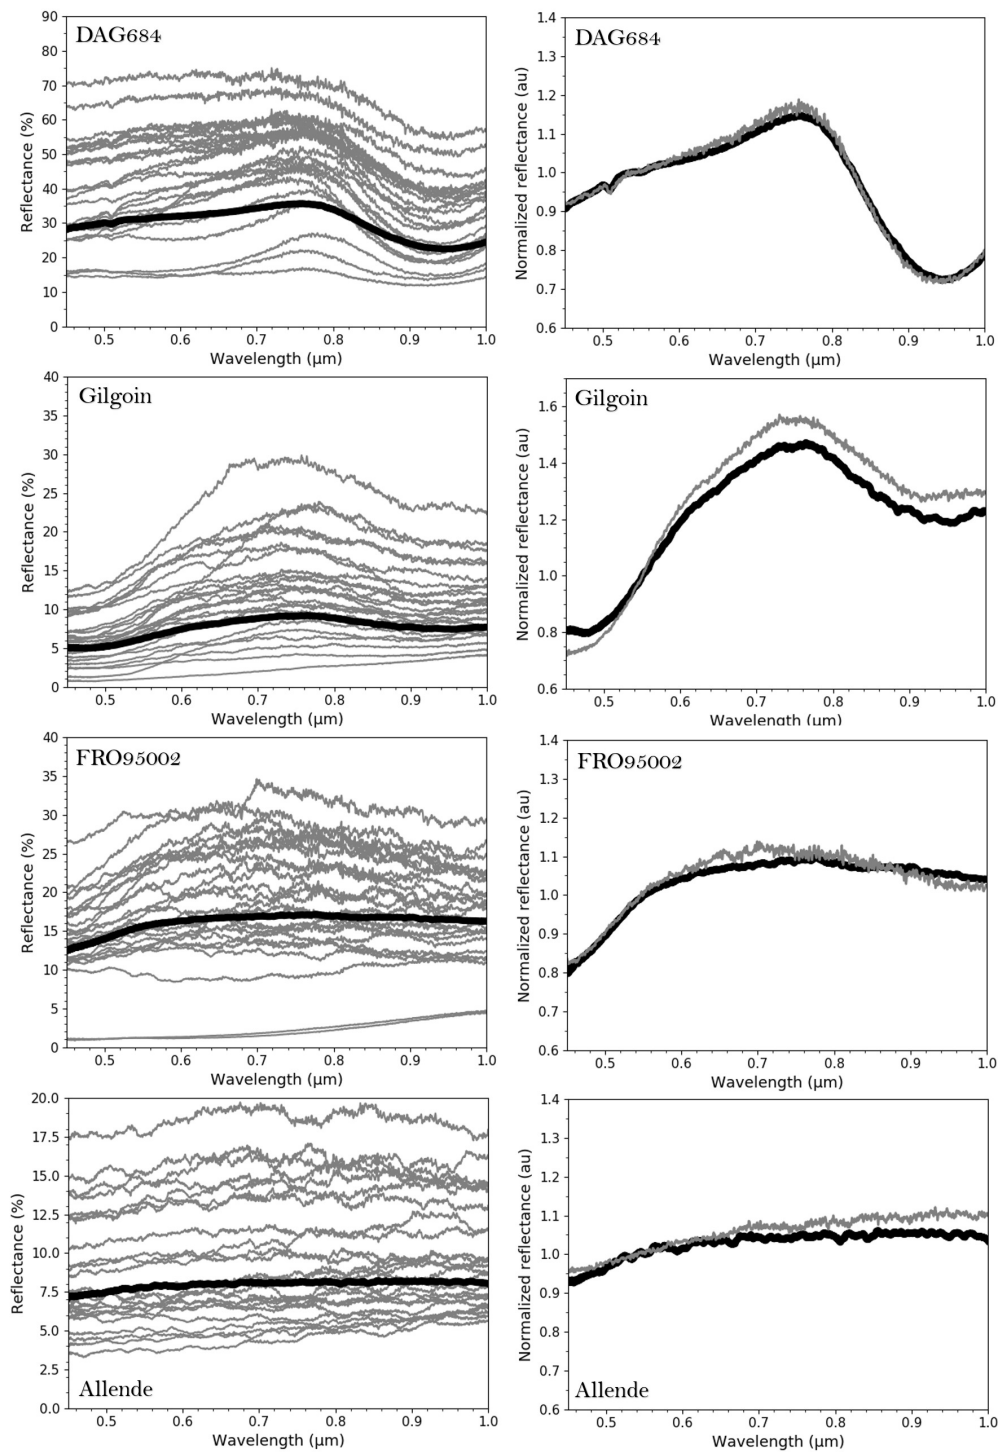 DAG684
Reflectance (%)
90
80
70
60
50
40
30
20
10
0
0.5 0.6 0.7 0.8 0.9 1.0
Wavelength (μm)
DAG684
Normalized reflectance (au)
1.4
1.3
1.2
1.1
1.0
0.9
0.8
0.7
0.6
0.5 0.6 0.7 0.8 0.9 1.0
Wavelength (μm)
Gilgoin
Reflectance (%)
40
35
30
25
20
15
10
5
0
0.5 0.6 0.7 0.8 0.9 1.0
Wavelength (μm)
Gilgoin
Normalized reflectance (au)
1.6
1.4
1.2
1.0
0.8
0.6
0.5 0.6 0.7 0.8 0.9 1.0
Wavelength (μm)
FRO95002
Reflectance (%)
40
35
30
25
20
15
10
5
0
0.5 0.6 0.7 0.8 0.9 1.0
Wavelength (μm)
FRO95002
Normalized reflectance (au)
1.4
1.3
1.2
1.1
1.0
0.9
0.8
0.7
0.6
0.5 0.6 0.7 0.8 0.9 1.0
Wavelength (μm)
Reflectance (%)
20.0
17.5
15.0
12.5
10.0
7.5
5.0
2.5
0.0
Allende
0.5 0.6 0.7 0.8 0.9 1.0
Wavelength (μm)
Normalized reflectance (au)
1.4
1.3
1.2
1.1
1.0
0.9
0.8
0.7
0.6
Allende
0.5 0.6 0.7 0.8 0.9 1.0
Wavelength (μm)